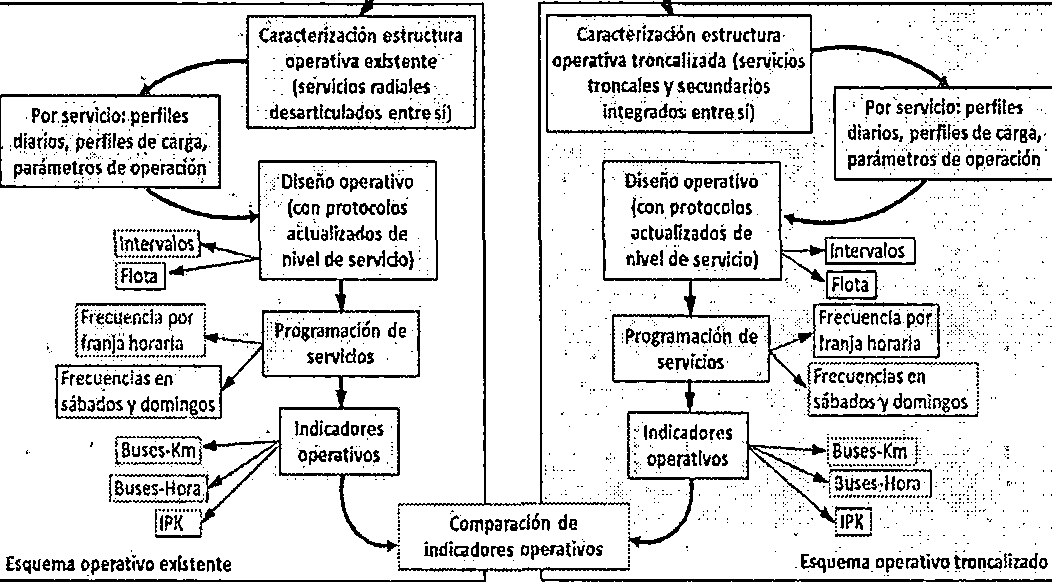 Caracterización estructura
operativa existente
(servicios radiales
desarticulados entre sí)
Por servicio: perfiles
diarios, perfiles de carga,
parámetros de operación
Diseño operativo
(con protocolos
actualizados de
nivel de servicio)
Intervalos
Flota
Programación de
servicios
Frecuencia por
franja horaria
Frecuencias en
sábados y domingos
Indicadores
operativos
Buses-Km
Buses-Hora
IPK
Esquema operativo existente
Caracterización estructura
operativa troncalizada (servicios
troncales y secundarios
integrados entre sí)
Por servicio: perfiles
diarios, perfiles de carga,
parámetros de operación
Diseño operativo
(con protocolos
actualizados de
nivel de servicio)
Intervalos
Flota
Programación de
servicios
Frecuencia por
franja horaria
Frecuencias en
sábados y domingos
Indicadores
operativos
Buses-Km
Buses-Hora
IPK
Comparación de
indicadores operativos
Esquema operativo troncalizado